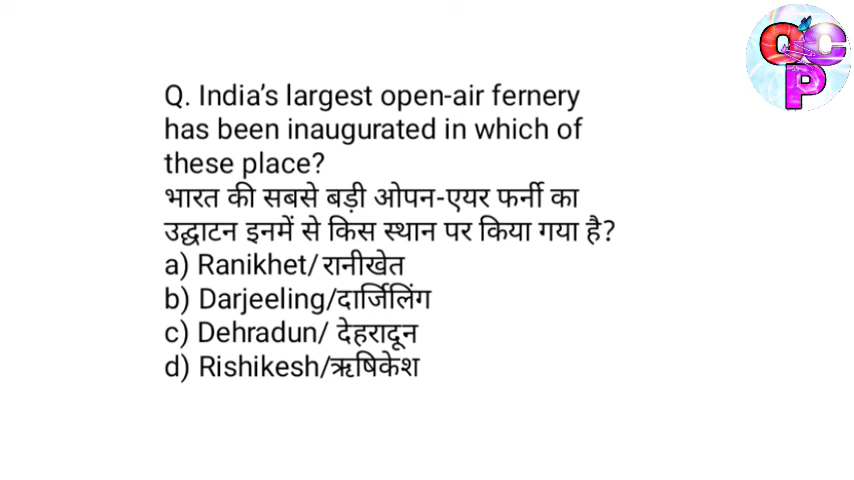 QCP
Q. India's largest open-air fernery
has been inaugurated in which of
these place?
भारत की सबसे बड़ी ओपन-एयर फर्नी का
उद्घाटन इनमें से किस स्थान पर किया गया है?
a) Ranikhet/रानीखेत
b) Darjeeling/दार्जिलिंग
c) Dehradun/ देहरादून
d) Rishikesh/ऋषिकेश